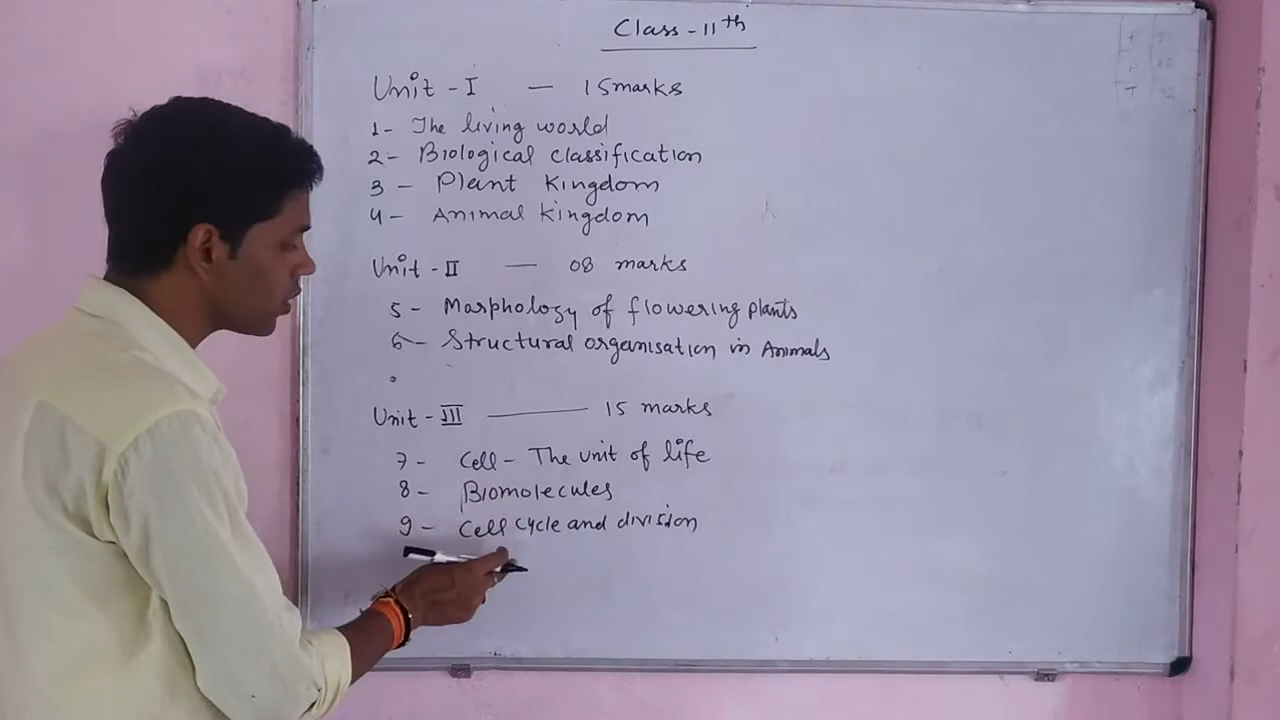 Class - 11th
Unit - I — 15 marks
1- The living world
2- Biological classification
3 - Plant Kingdom
4- Animal kingdom
Unit - II — 08 marks
5 - Morphology of flowering plants
6- Structural organisation in Animals
Unit - III — 15 marks
7 - Cell - The unit of life
8 - Biomolecules
9 - Cell cycle and division